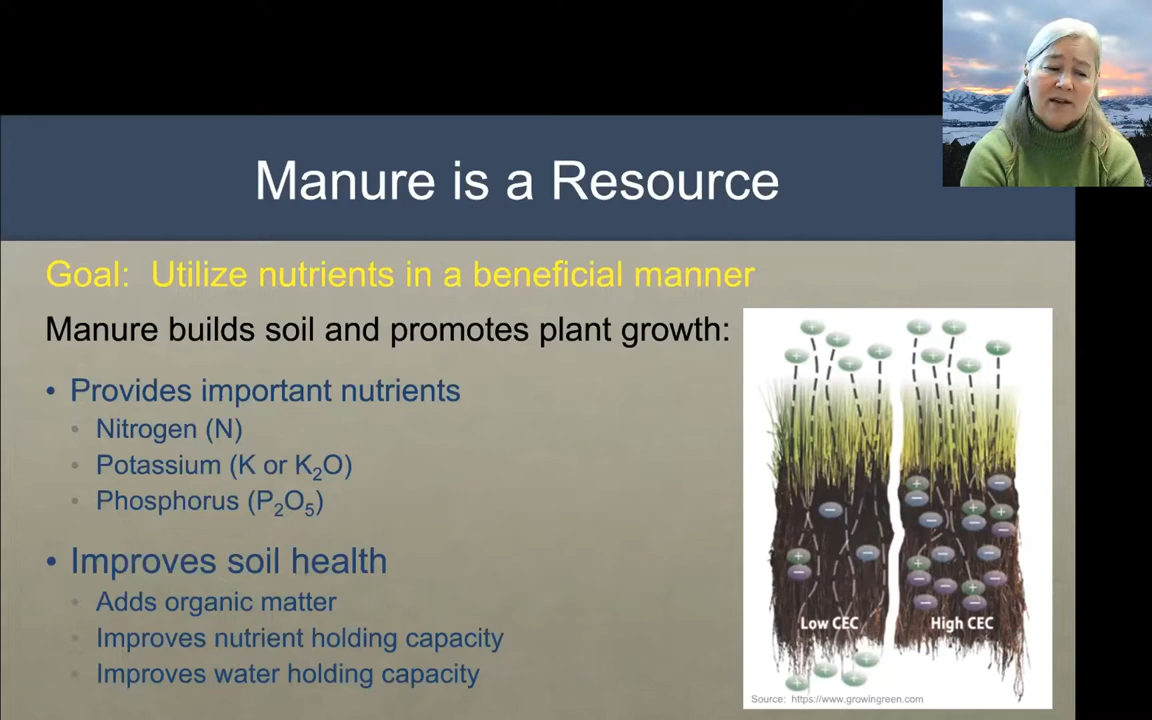 Manure is a Resource
Goal: Utilize nutrients in a beneficial manner
Manure builds soil and promotes plant growth:
• Provides important nutrients
• Nitrogen (N)
• Potassium (K or K₂O)
• Phosphorus (P₂O₅)
• Improves soil health
• Adds organic matter
• Improves nutrient holding capacity
• Improves water holding capacity
Low CEC
High CEC
Source: https://www.growingreen.com